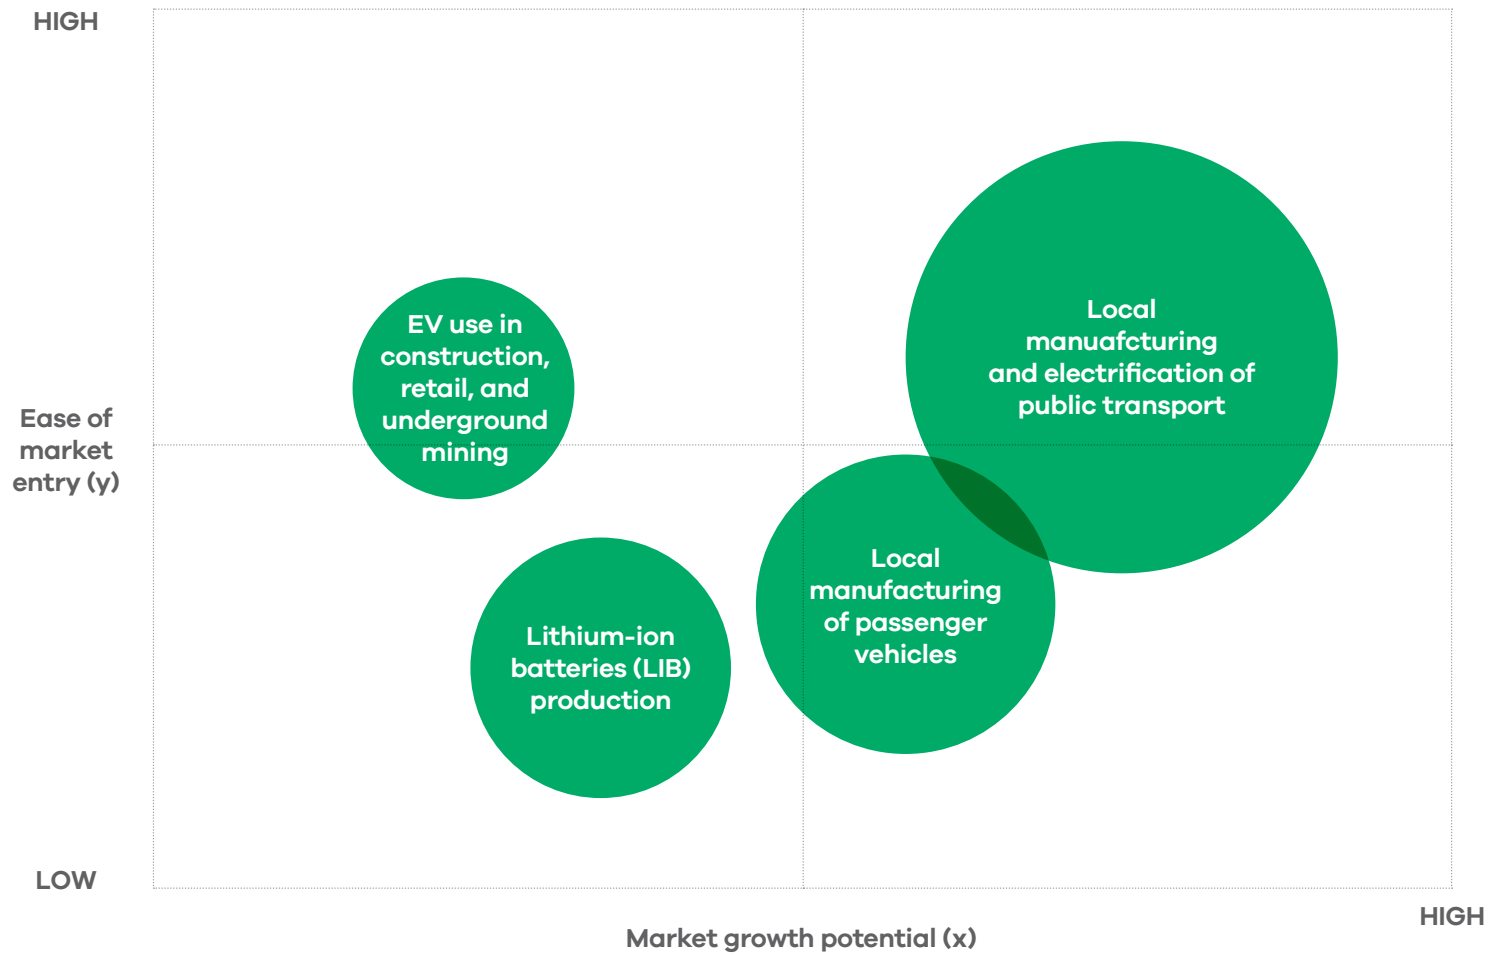 HIGH
EV use in
construction,
retail, and
underground
mining
Local
manuafcturing
and electrification of
public transport
Ease of
market
entry (y)
Local
manufacturing
of passenger
vehicles
Lithium-ion
batteries (LIB)
production
LOW
HIGH
Market growth potential (x)